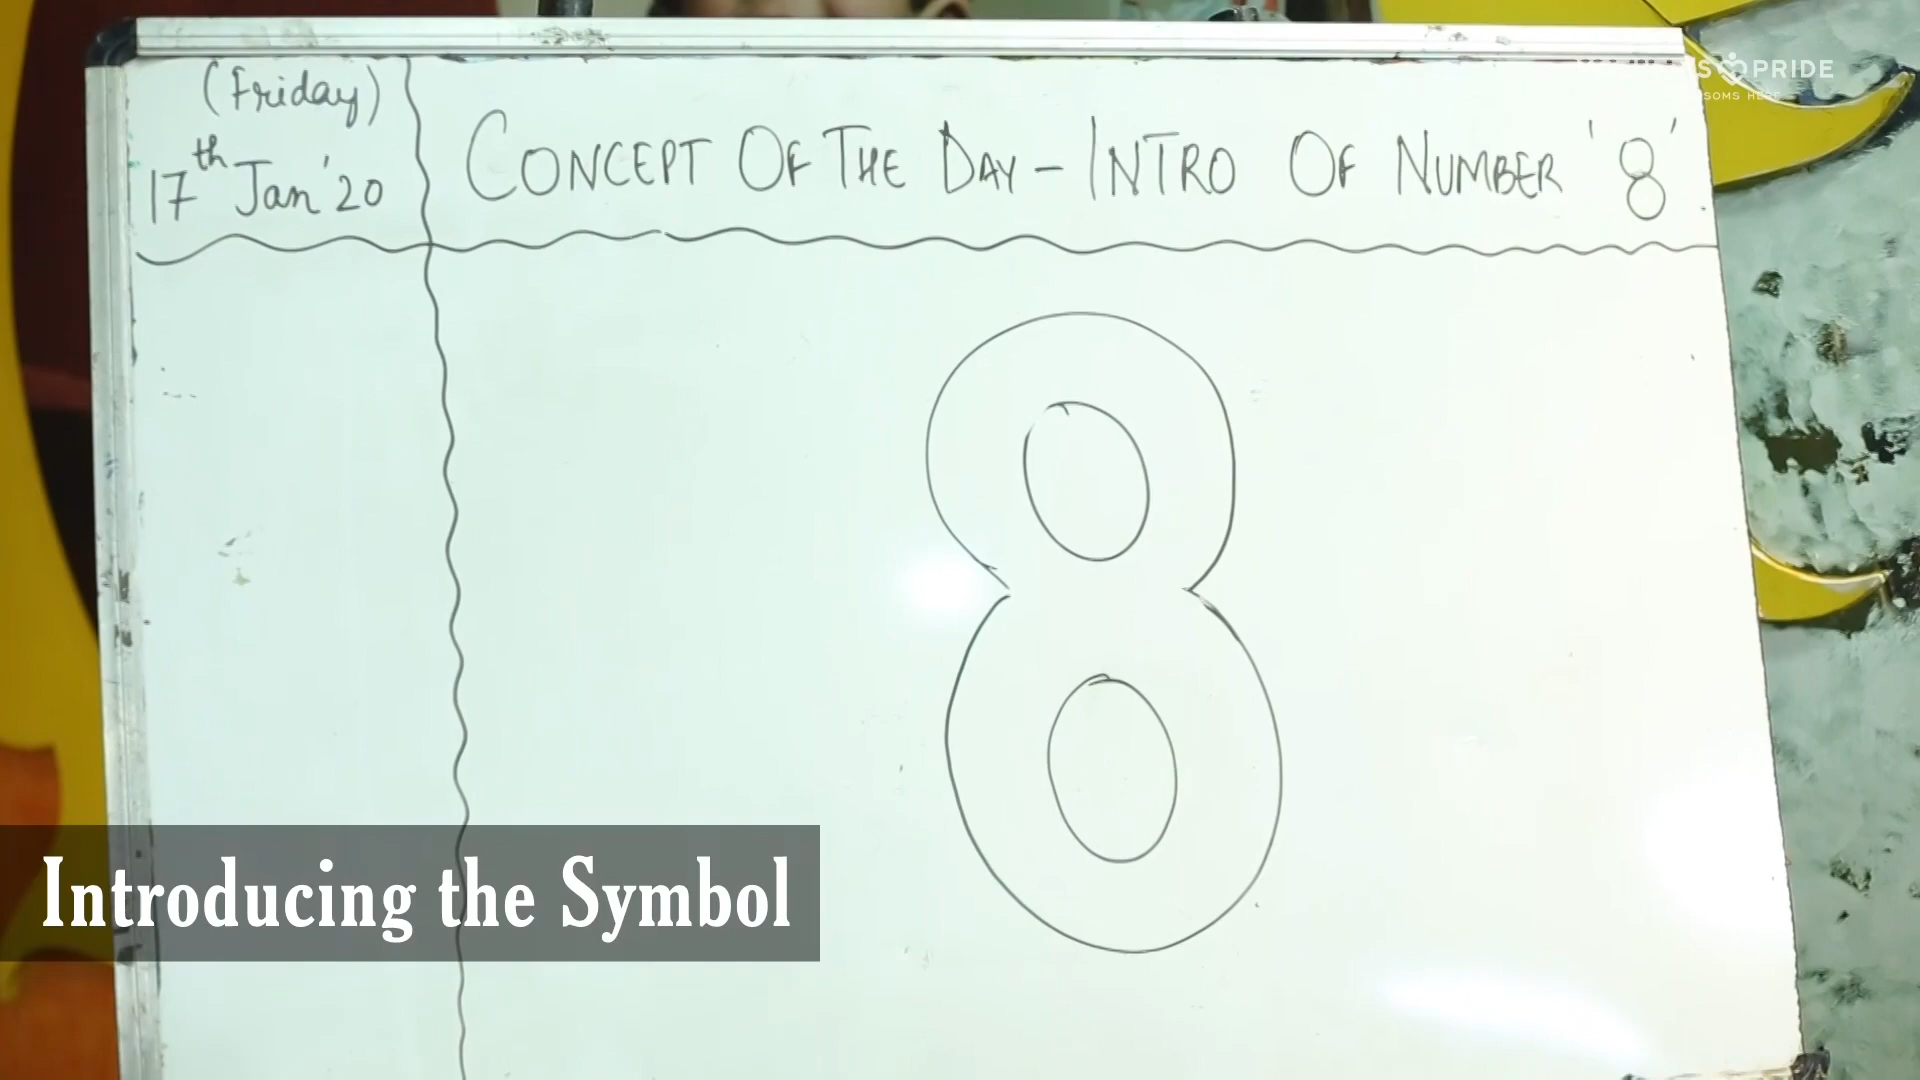 (Friday)
17th Jan '20
CONCEPT OF THE DAY - INTRO OF NUMBER '8'
8
Introducing the Symbol
PRIDE